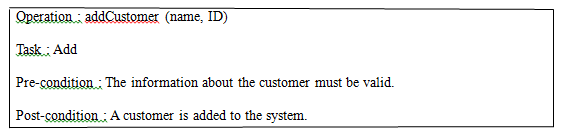 Operation : addCustomer (name, ID)
Task : Add
Pre-condition : The information about the customer must be valid.
Post-condition : A customer is added to the system.